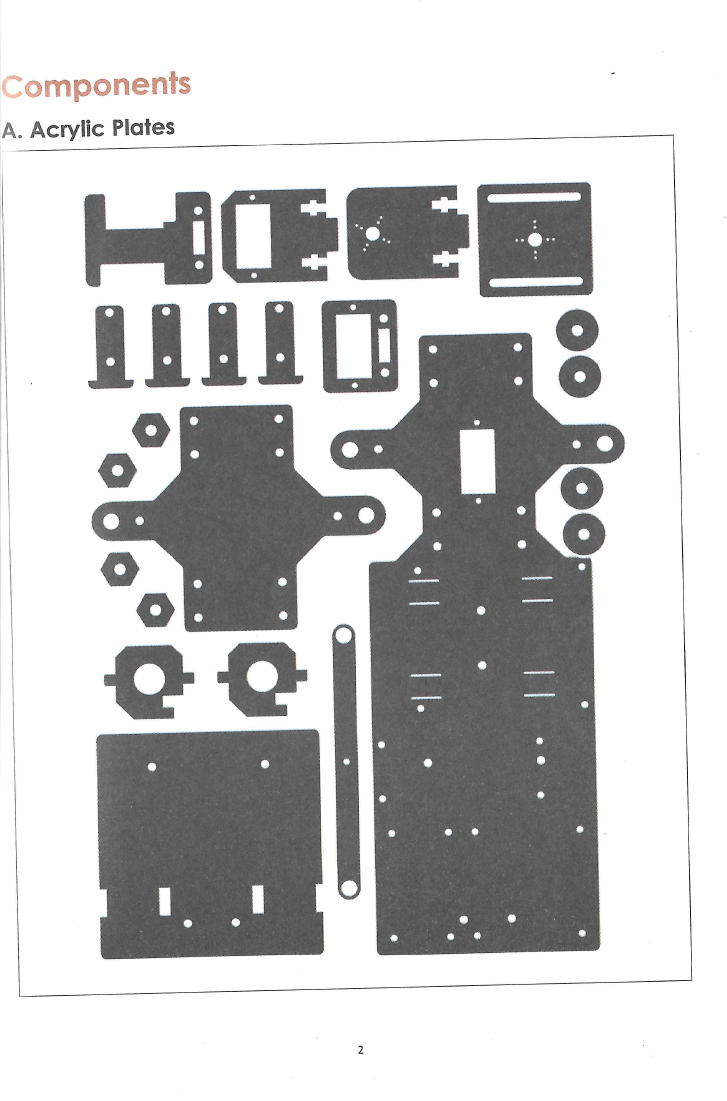 Components
A. Acrylic Plates
2